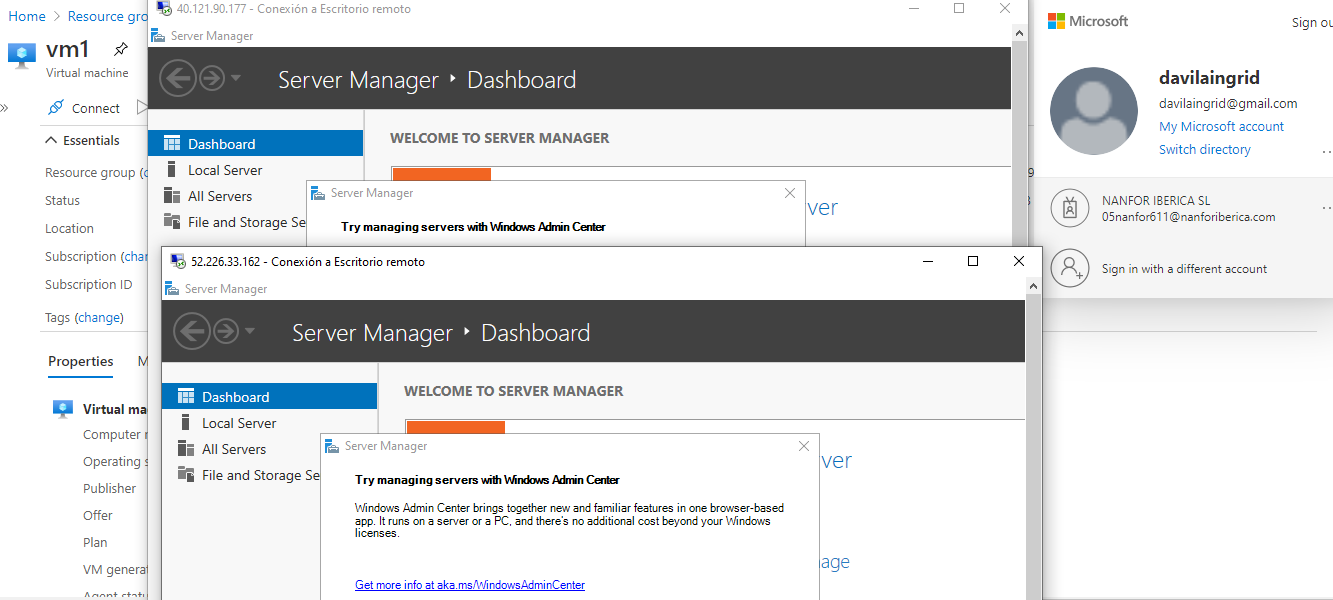 Home > Resource gro
vm1
Virtual machine
Connect
Essentials
Resource group (c
Status
Location
Subscription (char
Subscription ID
Tags (change)
Properties M
Virtual ma
Computer r
Operating s
Publisher
Offer
Plan
VM genera
Agent statu
40.121.90.177 - Conexión a Escritorio remoto
Server Manager
Server Manager ‣ Dashboard
Dashboard
Local Server
All Servers
File and Storage Se
WELCOME TO SERVER MANAGER
ver
Server Manager
Try managing servers with Windows Admin Center
52.226.33.162 - Conexión a Escritorio remoto
Server Manager
Server Manager ‣ Dashboard
Dashboard
Local Server
All Servers
File and Storage Se
WELCOME TO SERVER MANAGER
ver
age
Server Manager
Try managing servers with Windows Admin Center
Windows Admin Center brings together new and familiar features in one browser-based
app. It runs on a server or a PC, and there's no additional cost beyond your Windows
licenses.
Get more info at aka.ms/WindowsAdminCenter
Microsoft
Sign ou
davilaingrid
davilaingrid@gmail.com
My Microsoft account
Switch directory
9
NANFOR IBERICA SL
05nanfor611@nanforiberica.com
Sign in with a different account